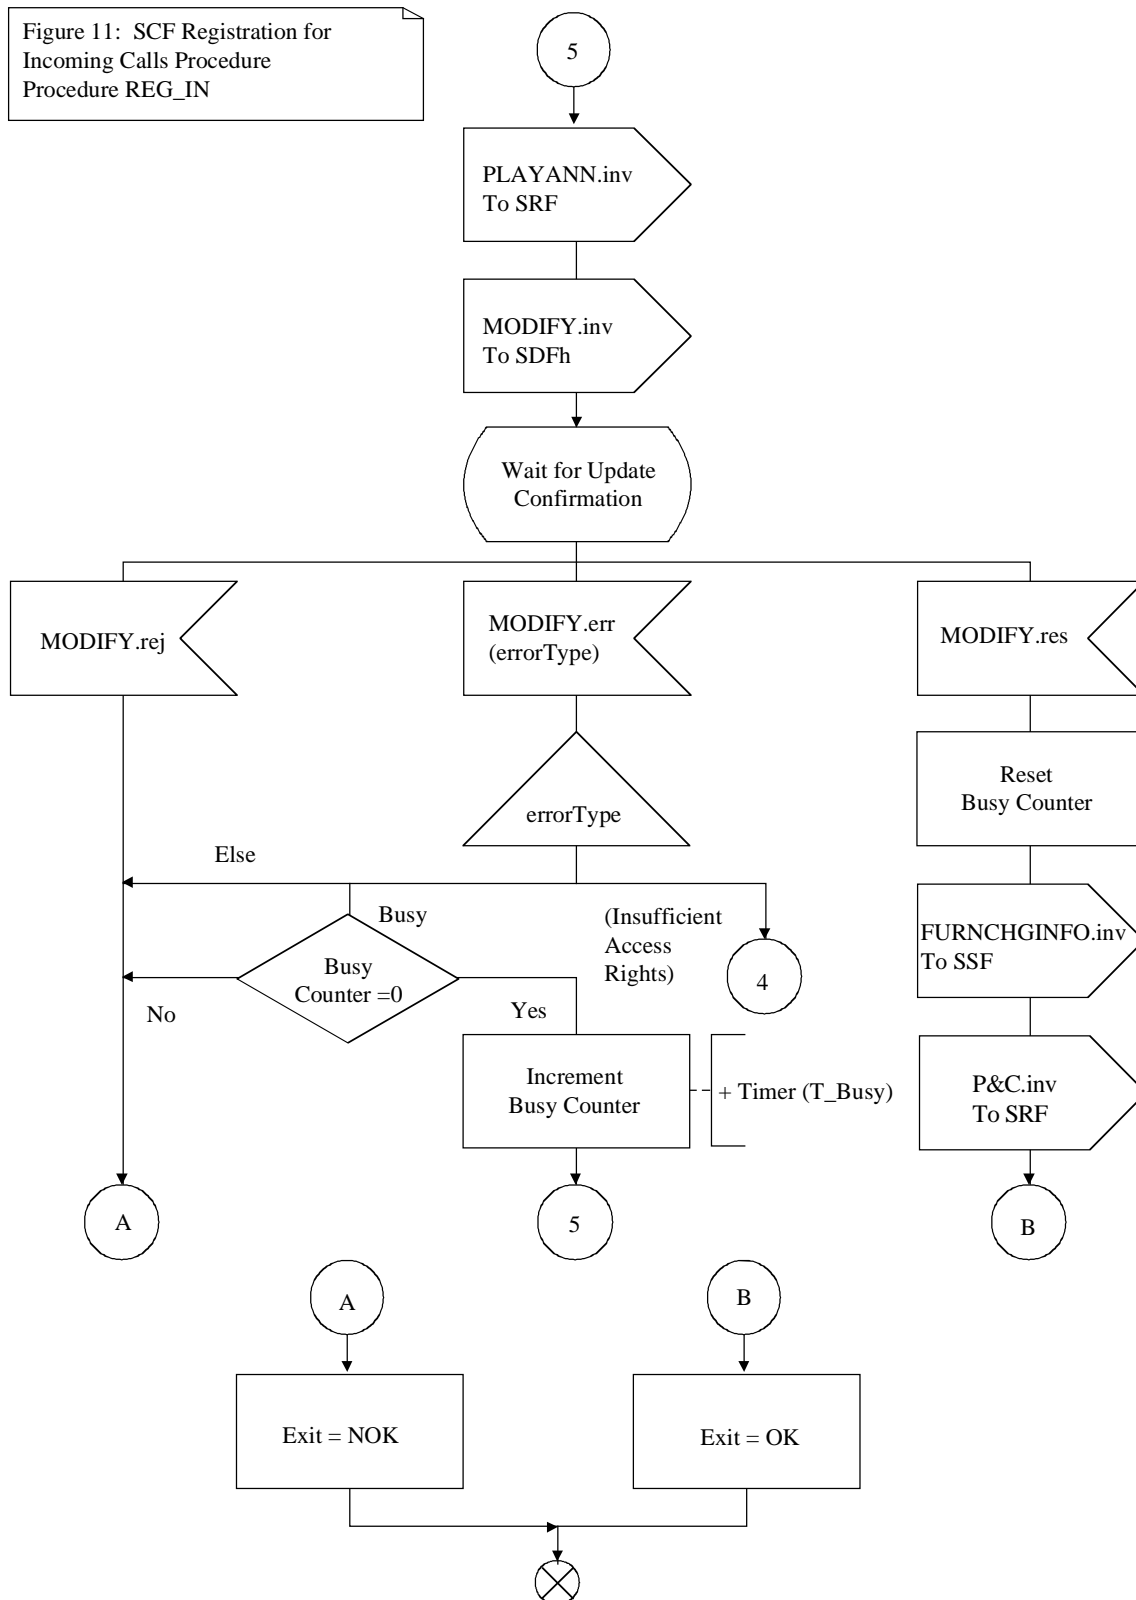 Figure 11:  SCF Registration for
Incoming Calls Procedure
Procedure REG_IN
5
PLAYANN.inv
To SRF
MODIFY.inv
To SDFh
Wait for Update
Confirmation
MODIFY.rej
MODIFY.err
(errorType)
MODIFY.res
Reset
Busy Counter
errorType
Else
Busy
(Insufficient
Access
Rights)
4
FURNCHGINFO.inv
To SSF
Busy
Counter =0
No
Yes
Increment
Busy Counter
+ Timer (T_Busy)
P&C.inv
To SRF
A
5
B
A
B
Exit = NOK
Exit = OK